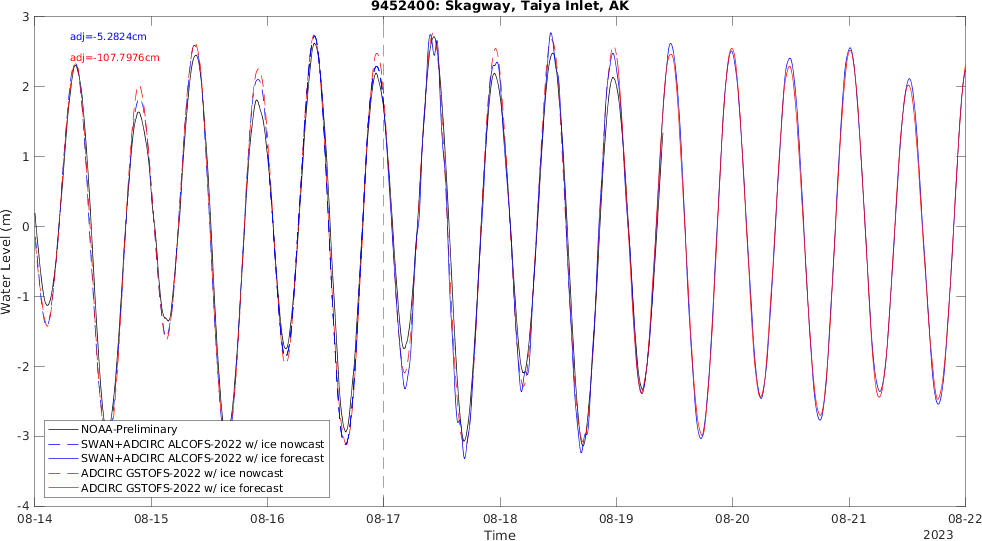 9452400: Skagway, Taiya Inlet, AK
adj=-5.2824cm
adj=-107.7976cm
Water Level (m)
3
2
1
0
-1
-2
-3
-4
NOAA-Preliminary
SWAN+ADCIRC ALCOFS-2022 w/ ice nowcast
SWAN+ADCIRC ALCOFS-2022 w/ ice forecast
ADCIRC GSTOFS-2022 w/ ice nowcast
ADCIRC GSTOFS-2022 w/ ice forecast
08-14 08-15 08-16 08-17 08-18 08-19 08-20 08-21 08-22
Time
2023